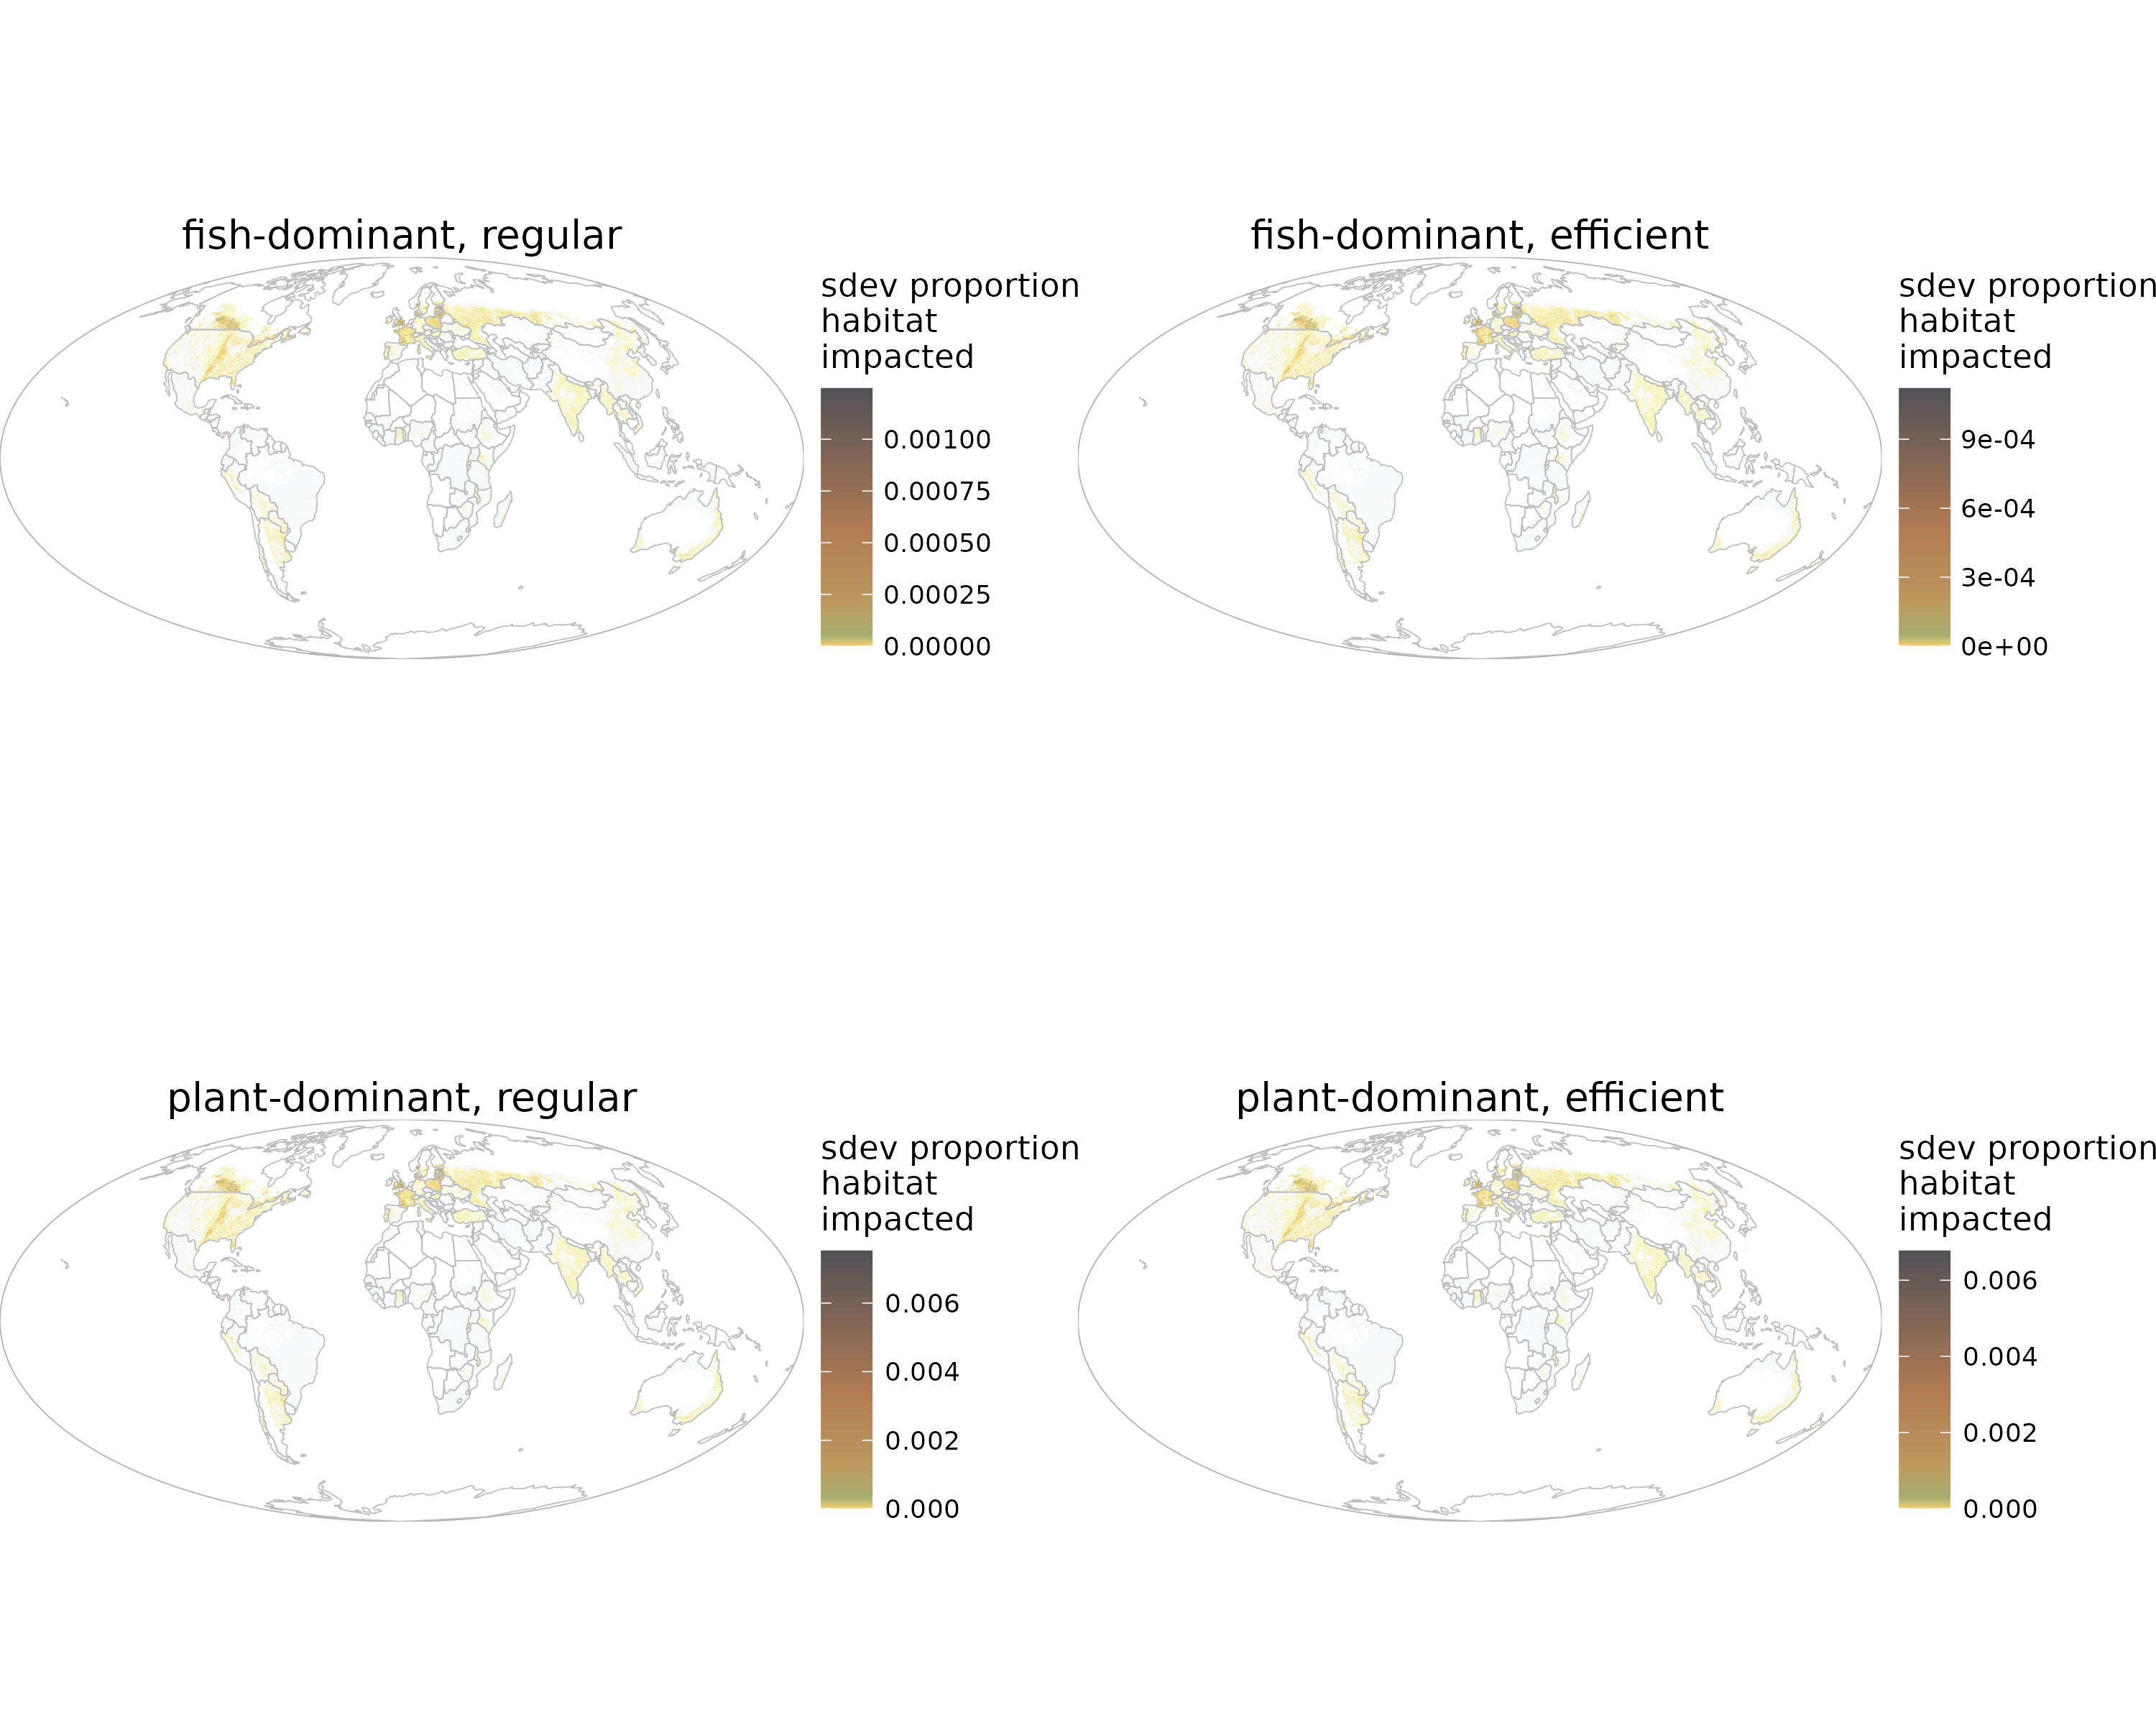 fish-dominant, regular
sdev proportion
habitat
impacted
0.00100
0.00075
0.00050
0.00025
0.00000
fish-dominant, efficient
sdev proportion
habitat
impacted
9e-04
6e-04
3e-04
0e+00
plant-dominant, regular
sdev proportion
habitat
impacted
0.006
0.004
0.002
0.000
plant-dominant, efficient
sdev proportion
habitat
impacted
0.006
0.004
0.002
0.000